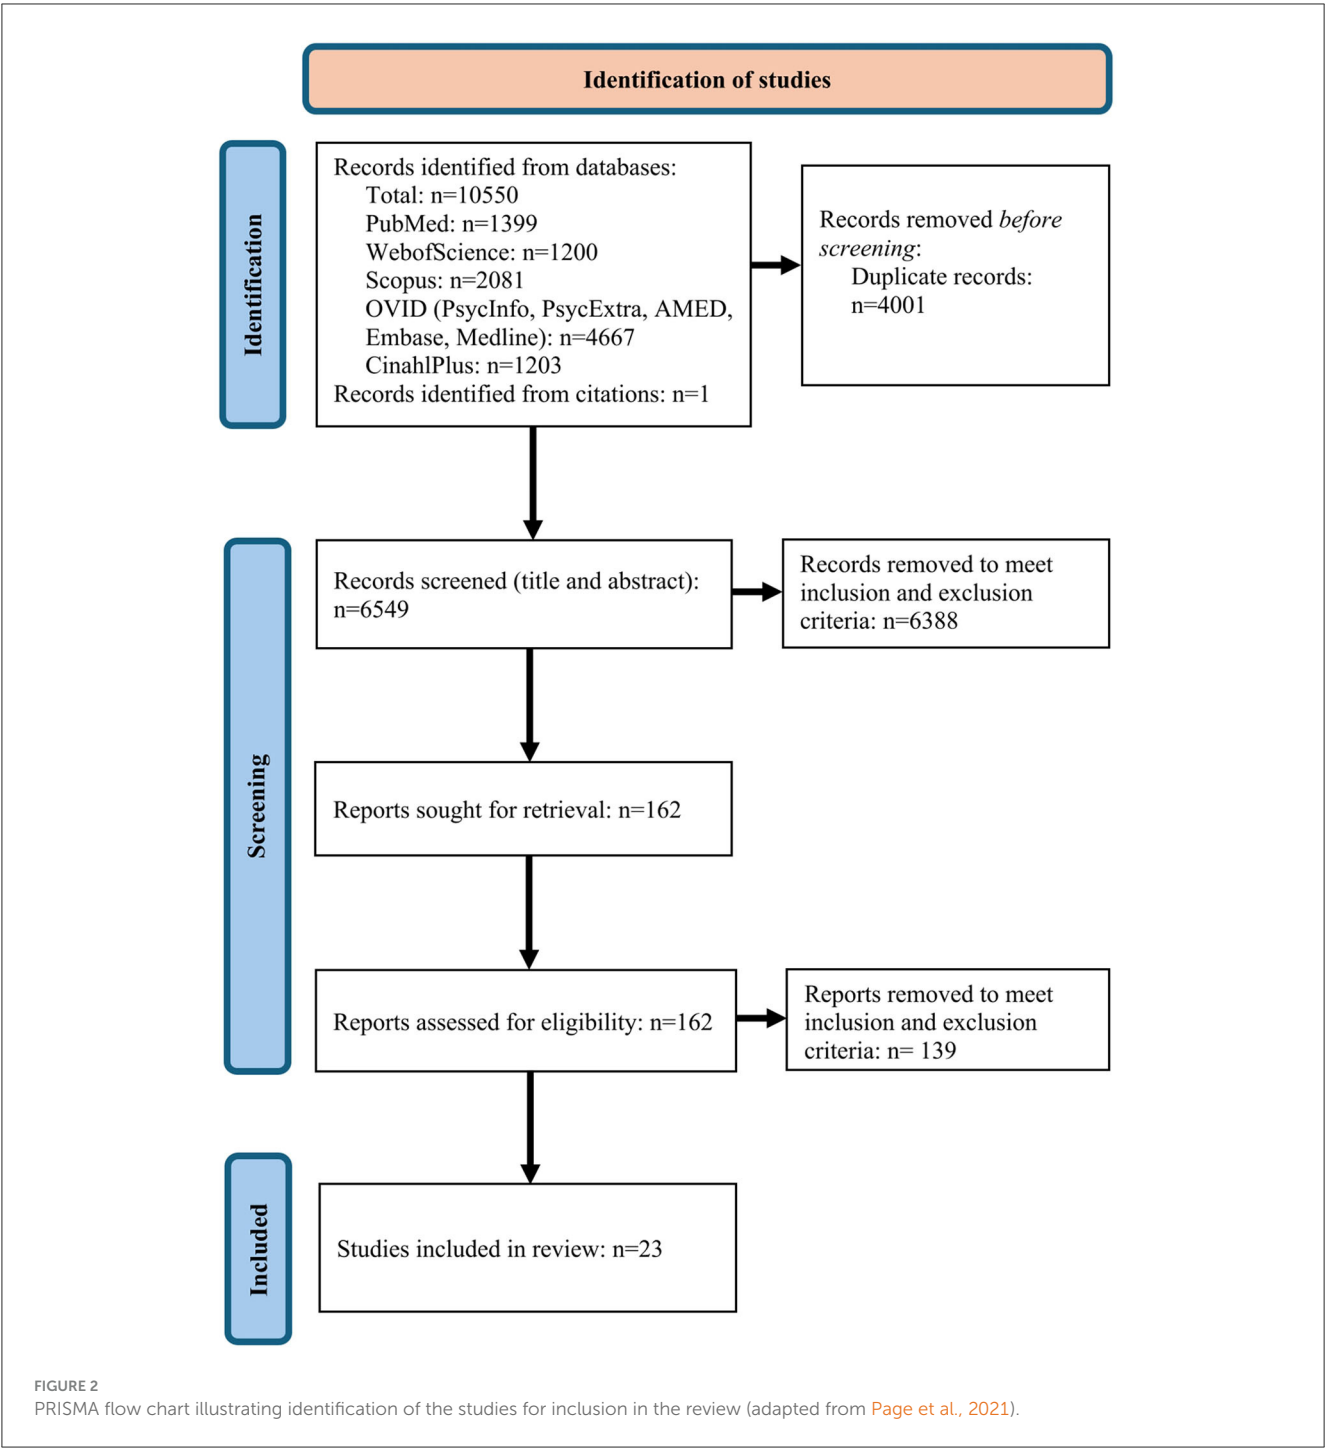 Identification of studies
Identification
Records identified from databases:
Total: n=10550
PubMed: n=1399
WebofScience: n=1200
Scopus: n=2081
OVID (PsycInfo, PsycExtra, AMED,
Embase, Medline): n=4667
CinahlPlus: n=1203
Records identified from citations: n=1
Records removed before
screening:
Duplicate records:
n=4001
Screening
Records screened (title and abstract):
n=6549
Records removed to meet
inclusion and exclusion
criteria: n=6388
Reports sought for retrieval: n=162
Reports assessed for eligibility: n=162
Reports removed to meet
inclusion and exclusion
criteria: n= 139
Included
Studies included in review: n=23
FIGURE 2
PRISMA flow chart illustrating identification of the studies for inclusion in the review (adapted from Page et al., 2021).